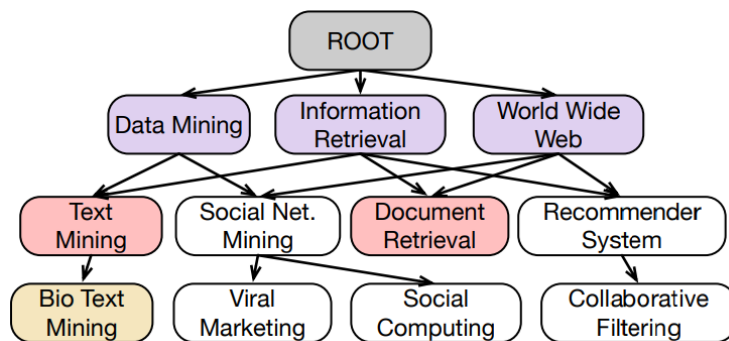 ROOT
Data Mining
Information
Retrieval
World Wide
Web
Text
Mining
Social Net.
Mining
Document
Retrieval
Recommender
System
Bio Text
Mining
Viral
Marketing
Social
Computing
Collaborative
Filtering